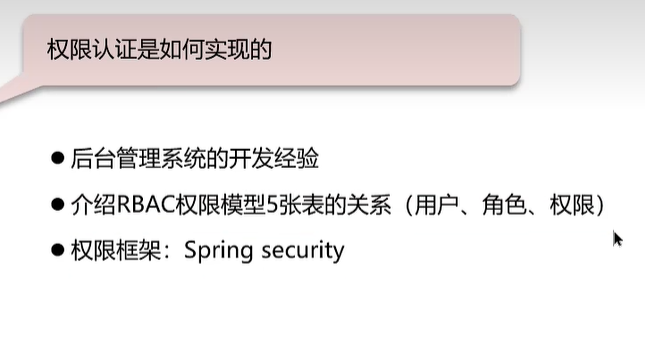 权限认证是如何实现的
● 后台管理系统的开发经验
● 介绍RBAC权限模型5张表的关系（用户、角色、权限）
● 权限框架：Spring security